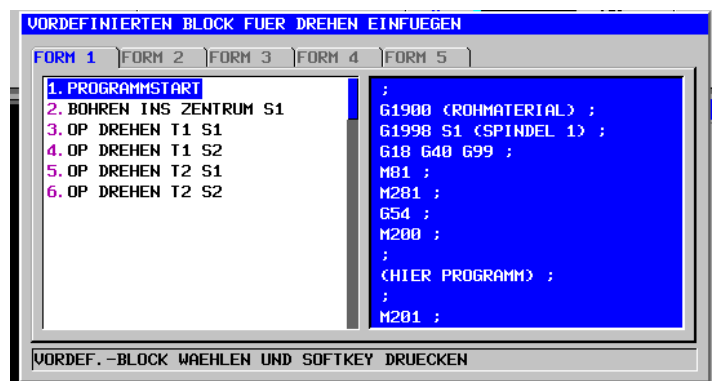 VORDEFINIERTEN BLOCK FUER DREHEN EINFUEGEN
FORM 1 FORM 2 FORM 3 FORM 4 FORM 5
1. PROGRAMMSTART
2. BOHREN INS ZENTRUM S1
3. OP DREHEN T1 S1
4. OP DREHEN T1 S2
5. OP DREHEN T2 S1
6. OP DREHEN T2 S2
;
G1900 (ROHMATERIAL) ;
G1998 S1 (SPINDEL 1) ;
G18 G40 G99 ;
M81 ;
M281 ;
G54 ;
M200 ;
;
(HIER PROGRAMM) ;
;
M201 ;
VORDEF.-BLOCK WAEHLEN UND SOFTKEY DRUECKEN